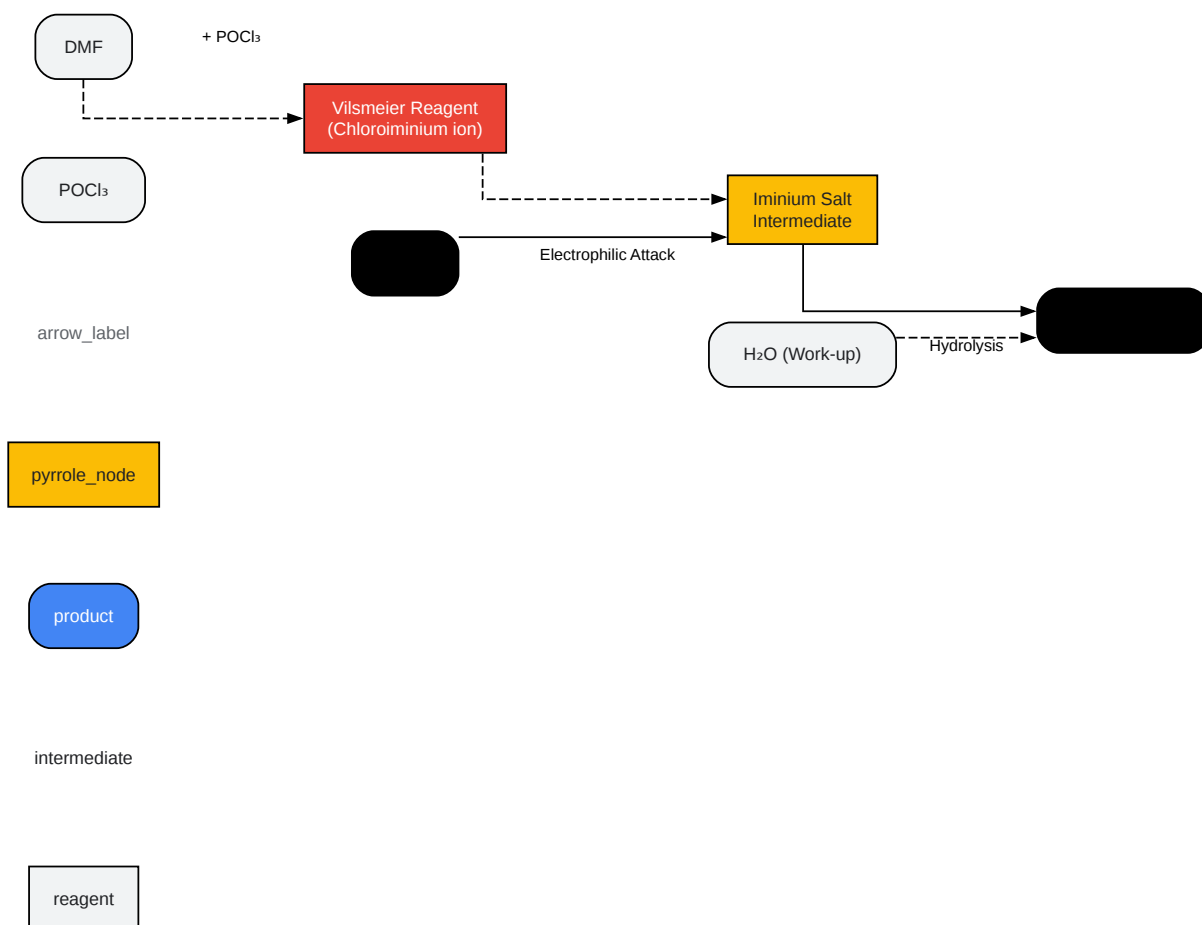 DMF
+ POCl₃
Vilsmeier Reagent
(Chloroiminium ion)
POCl₃
Iminium Salt
Intermediate
Electrophilic Attack
arrow_label
H₂O (Work-up)
Hydrolysis
pyrrole_node
product
intermediate
reagent